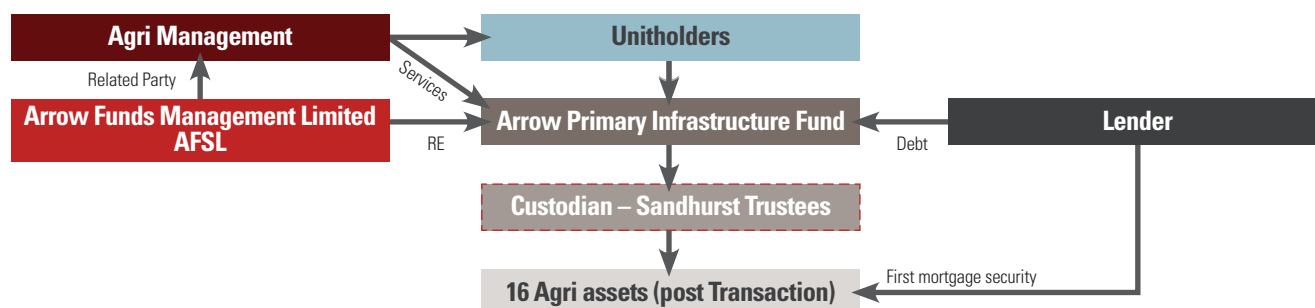 Agri Management
Unitholders
Related Party
Services
Arrow Funds Management Limited
AFSL
RE
Arrow Primary Infrastructure Fund
Debt
Lender
Custodian – Sandhurst Trustees
First mortgage security
16 Agri assets (post Transaction)